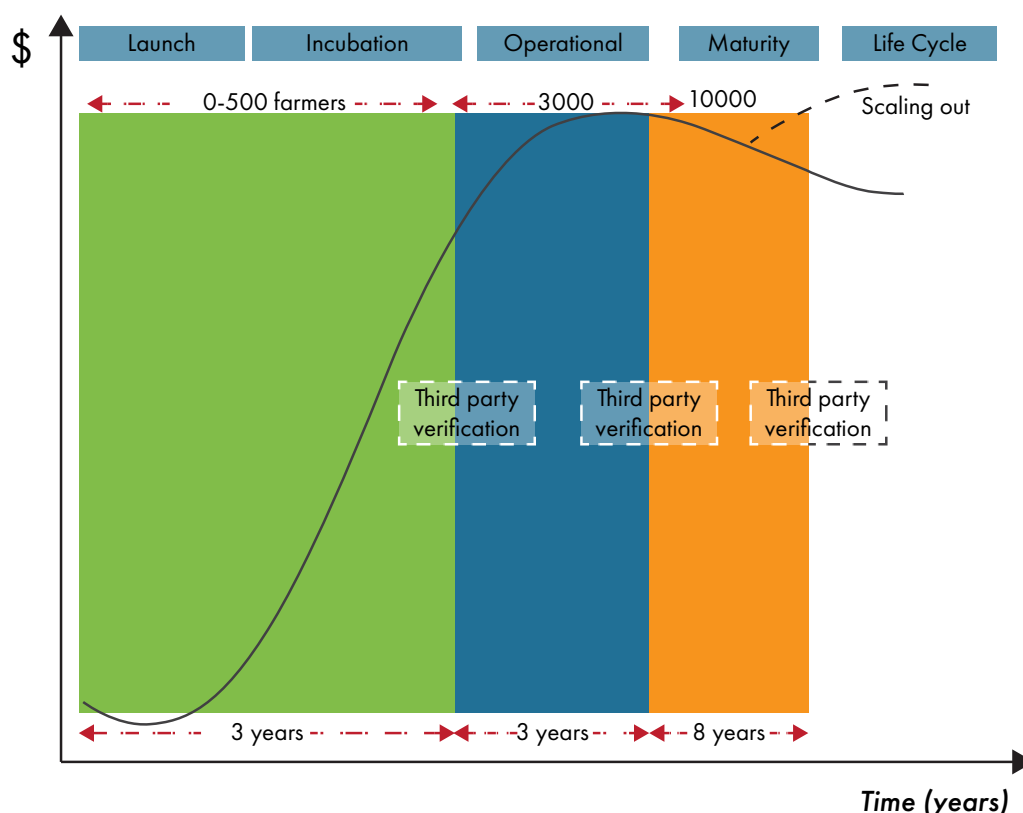 $
Launch
Incubation
Operational
Maturity
Life Cycle
0-500 farmers
3000
10000
Scaling out
Third party
verification
Third party
verification
Third party
verification
3 years
3 years
8 years
Time (years)